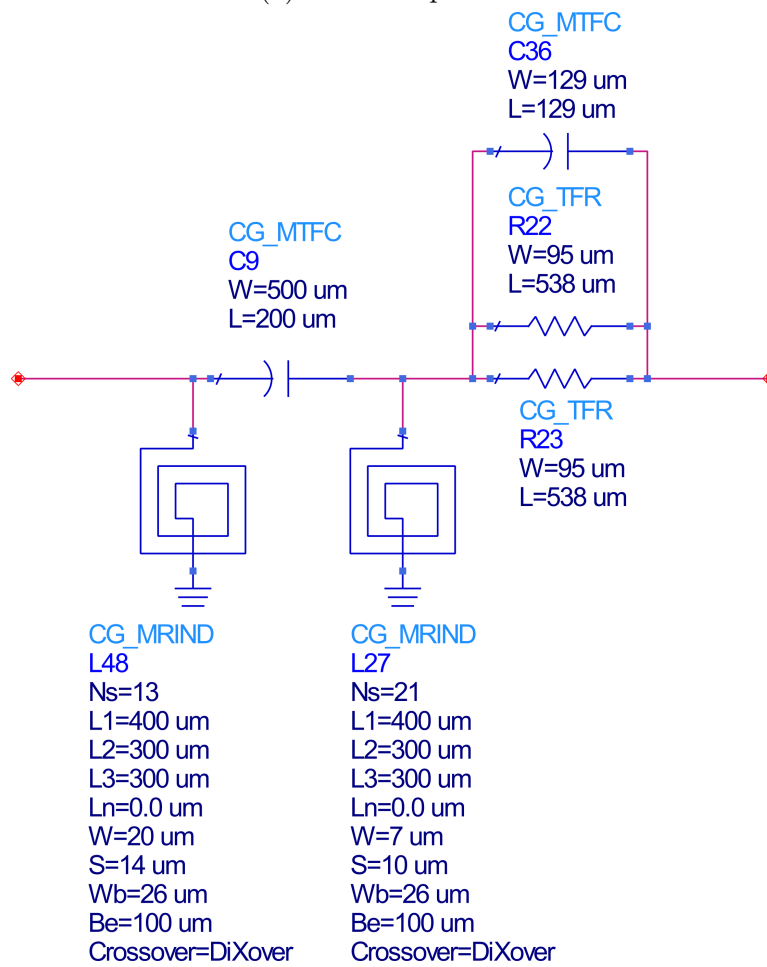 CG_MTFC
C36
W=129 um
L=129 um
CG_TFR
R22
W=95 um
L=538 um
CG_MTFC
C9
W=500 um
L=200 um
CG_TFR
R23
W=95 um
L=538 um
CG_MRIND
L48
Ns=13
L1=400 um
L2=300 um
L3=300 um
Ln=0.0 um
W=20 um
S=14 um
Wb=26 um
Be=100 um
Crossover=DiXover
CG_MRIND
L27
Ns=21
L1=400 um
L2=300 um
L3=300 um
Ln=0.0 um
W=7 um
S=10 um
Wb=26 um
Be=100 um
Crossover=DiXover